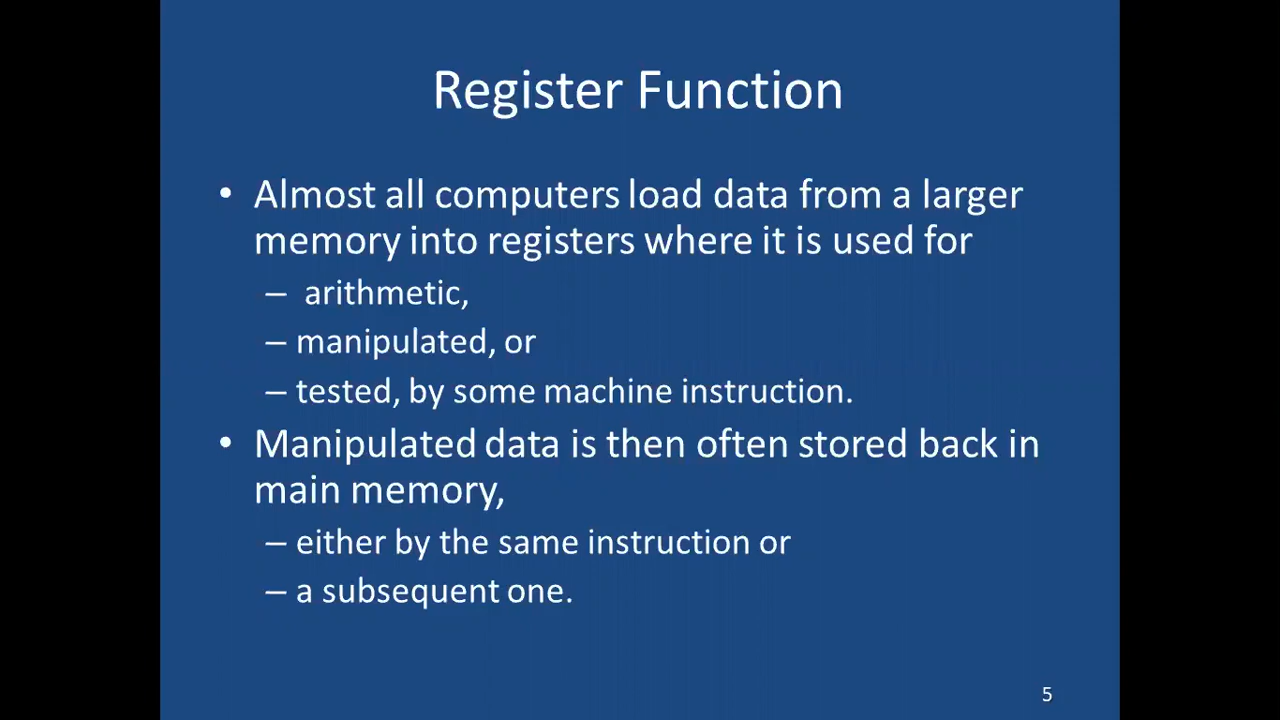 Register Function
• Almost all computers load data from a larger
memory into registers where it is used for
– arithmetic,
– manipulated, or
– tested, by some machine instruction.
• Manipulated data is then often stored back in
main memory,
– either by the same instruction or
– a subsequent one.
5